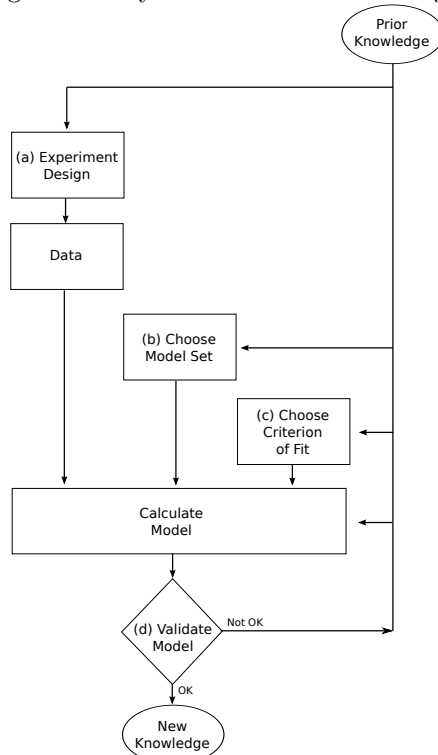 Prior
Knowledge
(a) Experiment
Design
Data
(b) Choose
Model Set
(c) Choose
Criterion
of Fit
Calculate
Model
(d) Validate
Model
Not OK
OK
New
Knowledge